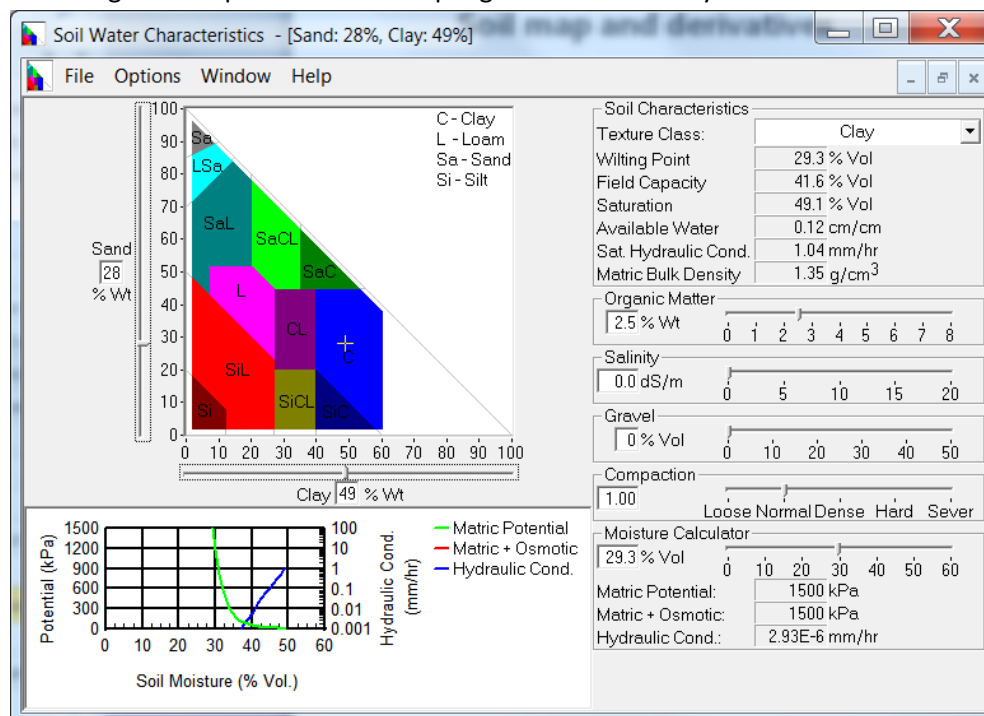 Soil Water Characteristics - [Sand: 28%, Clay: 49%]
Soil map and derivative
File Options Window Help
C - Clay
L - Loam
Sa - Sand
Si - Silt
100
90
80
70
60
50
40
30
20
10
0
Sand
28
% Wt
Sa
LSa
SaL
SaCL
SaC
L
CL
C
SiL
Si
SiCL
SiC
0 10 20 30 40 50 60 70 80 90 100
Clay 49 % Wt
Soil Characteristics
Texture Class: Clay
Wilting Point 29.3 % Vol
Field Capacity 41.6 % Vol
Saturation 49.1 % Vol
Available Water 0.12 cm/cm
Sat. Hydraulic Cond. 1.04 mm/hr
Matric Bulk Density 1.35 g/cm3
Organic Matter
2.5 % Wt
0 1 2 3 4 5 6 7 8
Salinity
0.0 dS/m
0 5 10 15 20
Gravel
0 % Vol
0 10 20 30 40 50
Compaction
1.00
Loose Normal Dense Hard Sever
Moisture Calculator
29.3 % Vol
0 10 20 30 40 50 60
Matric Potential: 1500 kPa
Matric + Osmotic: 1500 kPa
Hydraulic Cond.: 2.93E-6 mm/hr
Potential (kPa)
1500
1200
900
600
300
0
0 10 20 30 40 50 60
Soil Moisture (% Vol.)
100
10
1
0.1
0.01
0.001
Hydraulic Cond.
(mm/hr)
Matric Potential
Matric + Osmotic
Hydraulic Cond.